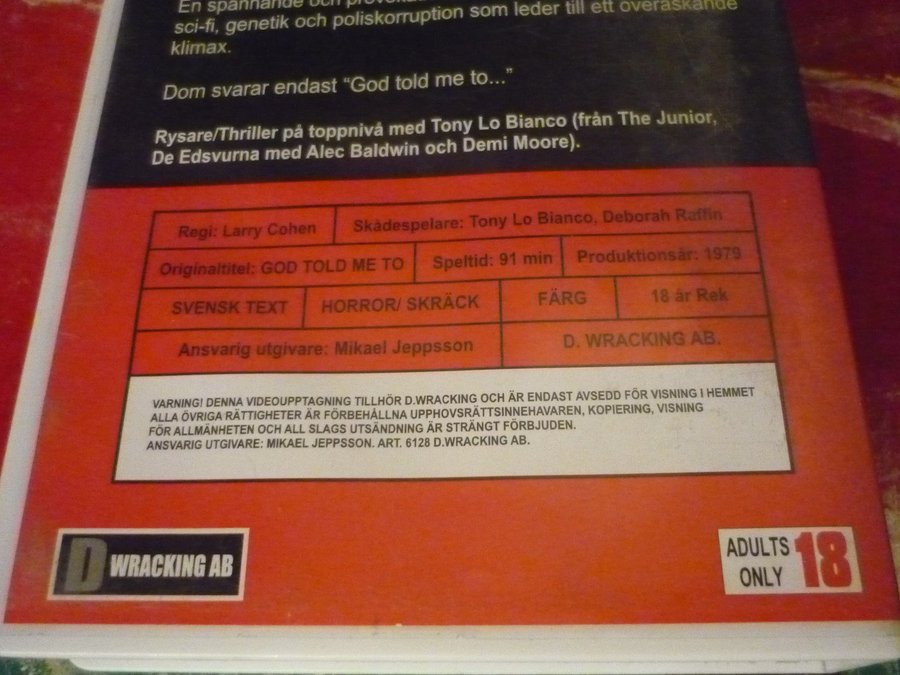 En spännande och
sci-fi, genetik och poliskorruption som leder till ett överaskande
klimax.
Dom svarar endast “God told me to...”
Rysare/Thriller på toppnivå med Tony Lo Bianco (från The Junior,
De Edsvurna med Alec Baldwin och Demi Moore).
Regi: Larry Cohen Skådespelare: Tony Lo Bianco, Deborah Raffin
Originaltitel: GOD TOLD ME TO Speltid: 91 min Produktionsår: 1979
SVENSK TEXT HORROR/ SKRÄCK FÄRG 18 år Rek
Ansvarig utgivare: Mikael Jeppsson D. WRACKING AB.
VARNING! DENNA VIDEOUPPTAGNING TILLHÖR D.WRACKING OCH ÄR ENDAST AVSEDD FÖR VISNING I HEMMET
ALLA ÖVRIGA RÄTTIGHETER ÄR FÖRBEHÅLLNA UPPHOVSRÄTTSINNEHAVAREN, KOPIERING, VISNING
FÖR ALLMÄNHETEN OCH ALL SLAGS UTSÄNDNING ÄR STRÄNGT FÖRBJUDEN.
ANSVARIG UTGIVARE: MIKAEL JEPPSSON. ART. 6128 D.WRACKING AB.
D WRACKING AB
ADULTS ONLY 18